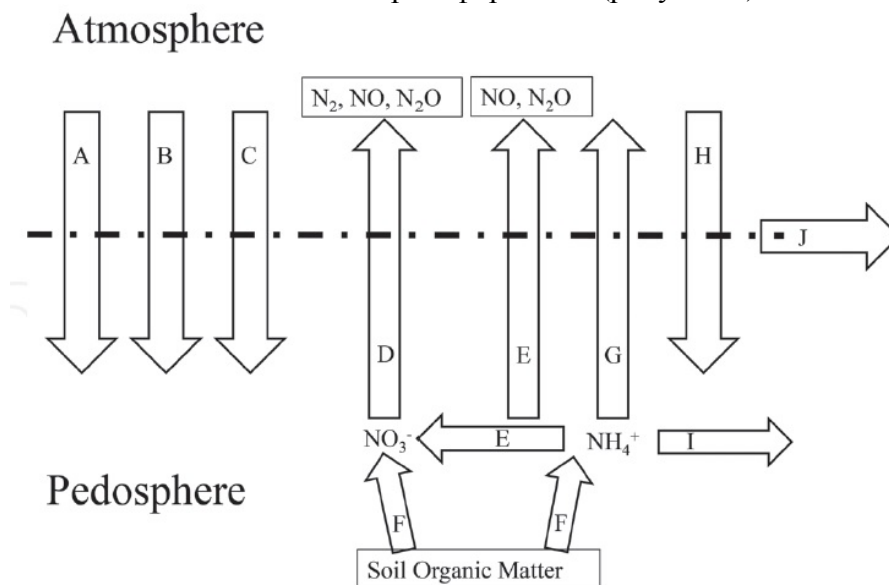 Atmosphere
N₂, NO, N₂O NO, N₂O
A B C H
J
D E G
NO₃⁻ E NH₄⁺ I
Pedosphere
F F
Soil Organic Matter